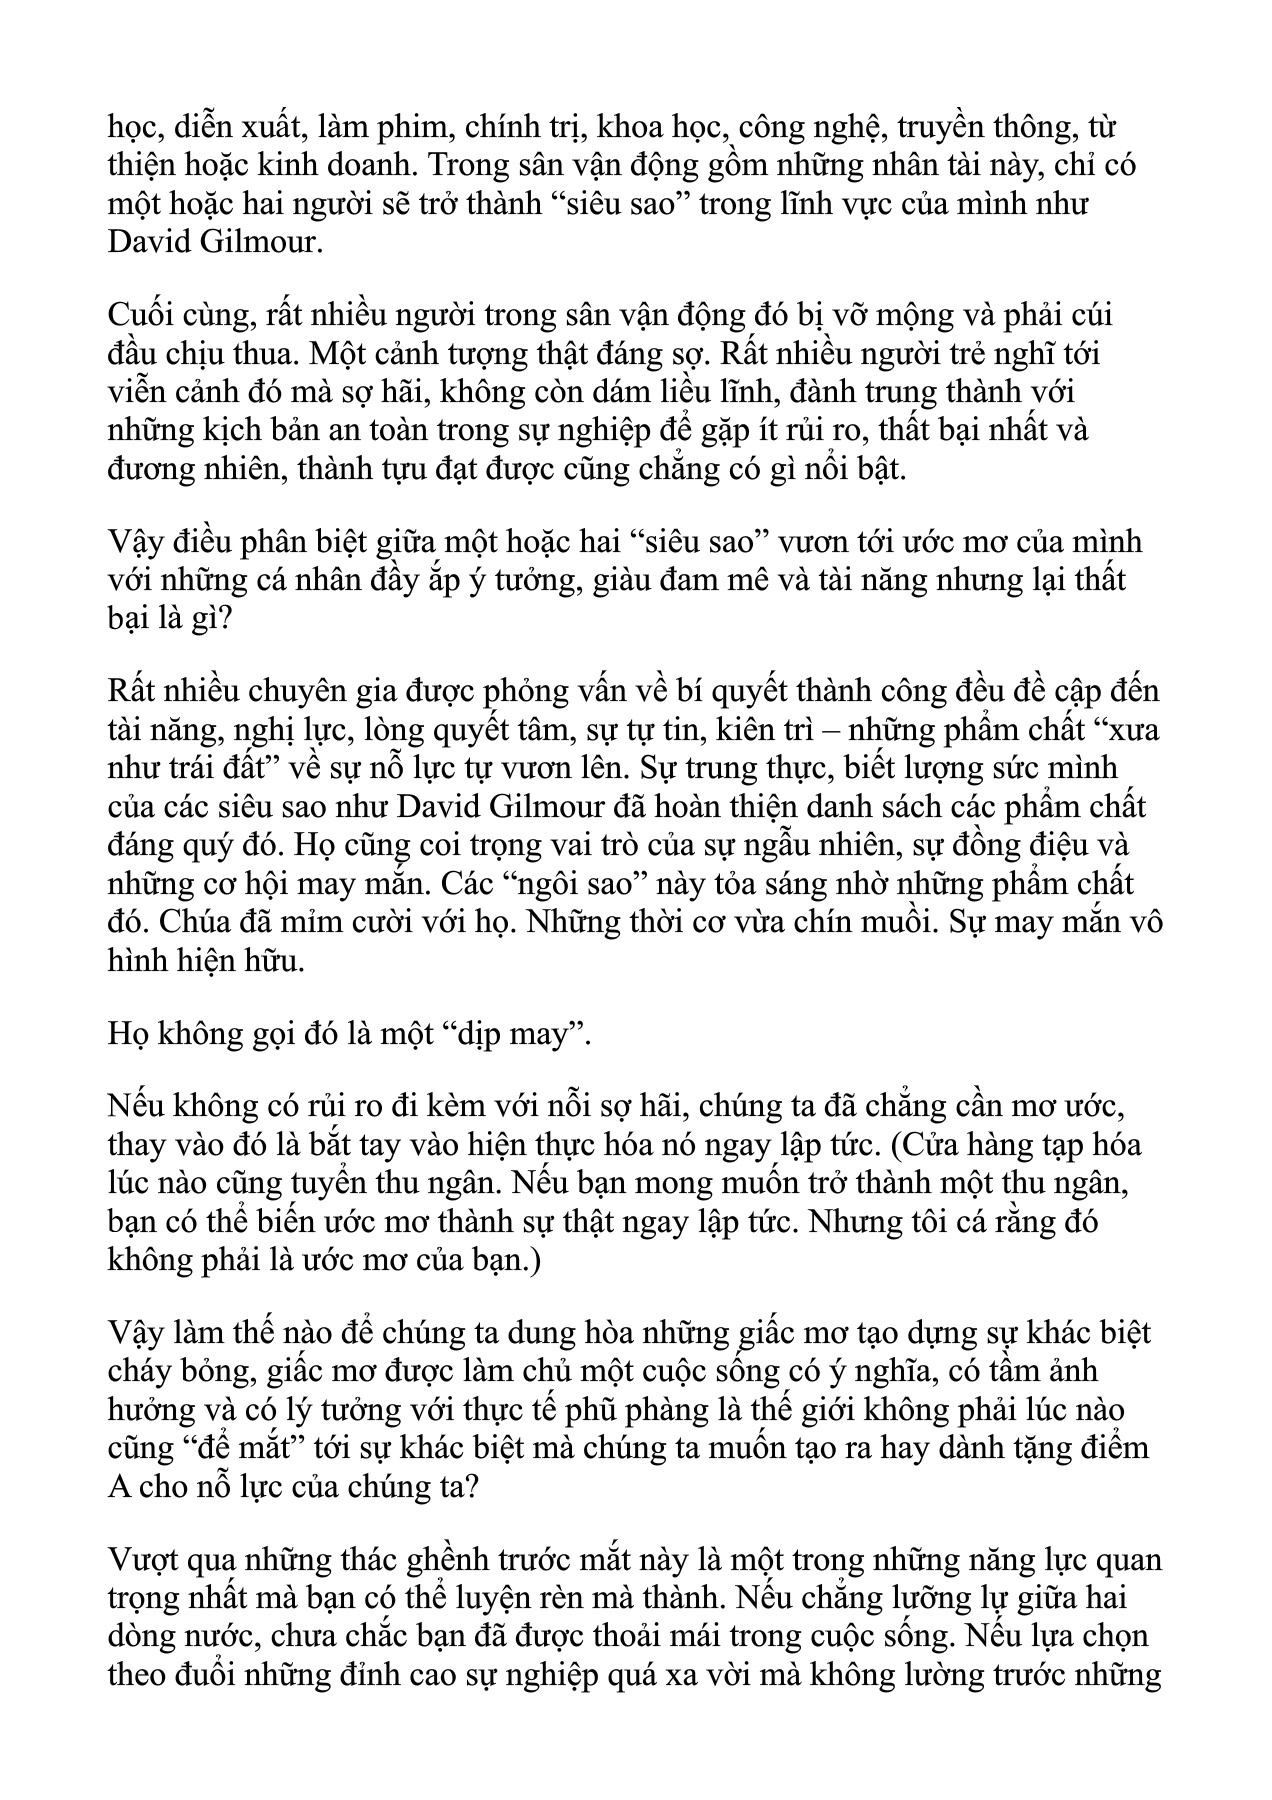 học, diễn xuất, làm phim, chính trị, khoa học, công nghệ, truyền thông, từ
thiện hoặc kinh doanh. Trong sân vận động gồm những nhân tài này, chỉ có
một hoặc hai người sẽ trở thành “siêu sao” trong lĩnh vực của mình như
David Gilmour.
Cuối cùng, rất nhiều người trong sân vận động đó bị vỡ mộng và phải cúi
đầu chịu thua. Một cảnh tượng thật đáng sợ. Rất nhiều người trẻ nghĩ tới
viễn cảnh đó mà sợ hãi, không còn dám liều lĩnh, đành trung thành với
những kịch bản an toàn trong sự nghiệp để gặp ít rủi ro, thất bại nhất và
đương nhiên, thành tựu đạt được cũng chẳng có gì nổi bật.
Vậy điều phân biệt giữa một hoặc hai “siêu sao” vươn tới ước mơ của mình
với những cá nhân đầy ắp ý tưởng, giàu đam mê và tài năng nhưng lại thất
bại là gì?
Rất nhiều chuyên gia được phỏng vấn về bí quyết thành công đều đề cập đến
tài năng, nghị lực, lòng quyết tâm, sự tự tin, kiên trì – những phẩm chất “xưa
như trái đất” về sự nỗ lực tự vươn lên. Sự trung thực, biết lượng sức mình
của các siêu sao như David Gilmour đã hoàn thiện danh sách các phẩm chất
đáng quý đó. Họ cũng coi trọng vai trò của sự ngẫu nhiên, sự đồng điệu và
những cơ hội may mắn. Các “ngôi sao” này tỏa sáng nhờ những phẩm chất
đó. Chúa đã mỉm cười với họ. Những thời cơ vừa chín muồi. Sự may mắn vô
hình hiện hữu.
Họ không gọi đó là một “dịp may”.
Nếu không có rủi ro đi kèm với nỗi sợ hãi, chúng ta đã chẳng cần mơ ước,
thay vào đó là bắt tay vào hiện thực hóa nó ngay lập tức. (Cửa hàng tạp hóa
lúc nào cũng tuyển thu ngân. Nếu bạn mong muốn trở thành một thu ngân,
bạn có thể biến ước mơ thành sự thật ngay lập tức. Nhưng tôi cá rằng đó
không phải là ước mơ của bạn.)
Vậy làm thế nào để chúng ta dung hòa những giấc mơ tạo dựng sự khác biệt
cháy bỏng, giấc mơ được làm chủ một cuộc sống có ý nghĩa, có tầm ảnh
hưởng và có lý tưởng với thực tế phũ phàng là thế giới không phải lúc nào
cũng “để mắt” tới sự khác biệt mà chúng ta muốn tạo ra hay dành tặng điểm
A cho nỗ lực của chúng ta?
Vượt qua những thác ghềnh trước mắt này là một trong những năng lực quan
trọng nhất mà bạn có thể luyện rèn mà thành. Nếu chẳng lưỡng lự giữa hai
dòng nước, chưa chắc bạn đã được thoải mái trong cuộc sống. Nếu lựa chọn
theo đuổi những đỉnh cao sự nghiệp quá xa vời mà không lường trước những